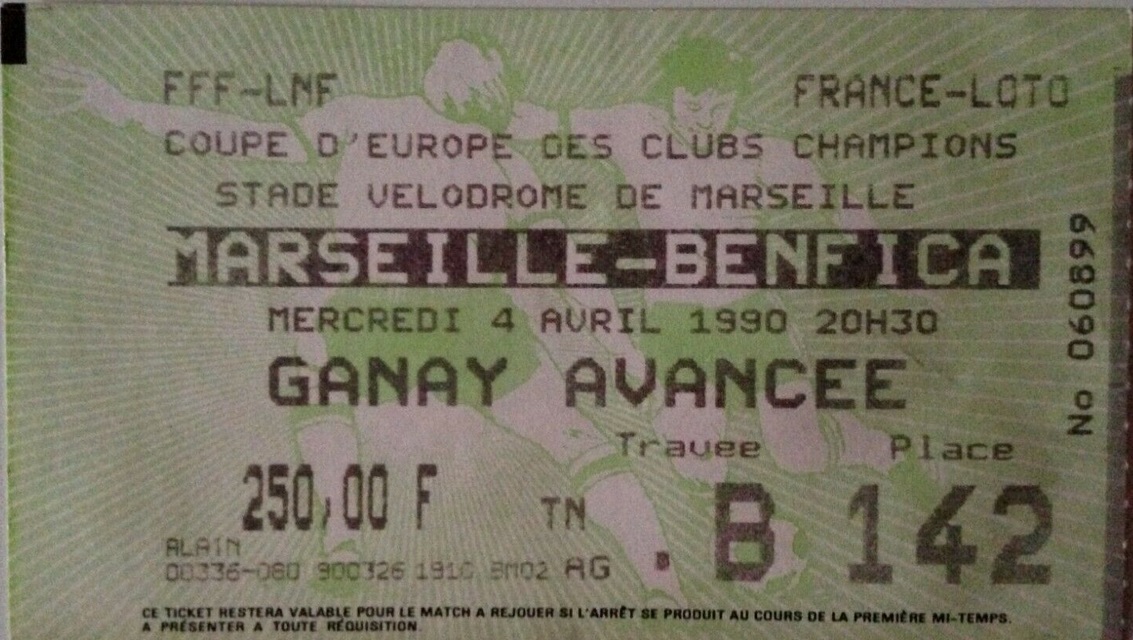 FFF-LNF FRANCE-LOTO
COUPE D'EUROPE DES CLUBS CHAMPIONS
STADE VELODROME DE MARSEILLE
MARSEILLE-BENFICA
MERCREDI 4 AVRIL 1990 20H30
GANAY AVANCEE
Travee Place
250,00 F TN B 142
ALAIN
00336-080 900326 1910 BM02 AG
CE TICKET RESTERA VALABLE POUR LE MATCH A REJOUER SI L'ARRÊT SE PRODUIT AU COURS DE LA PREMIÈRE MI-TEMPS.
A PRÉSENTER A TOUTE RÉQUISITION.
No 060899